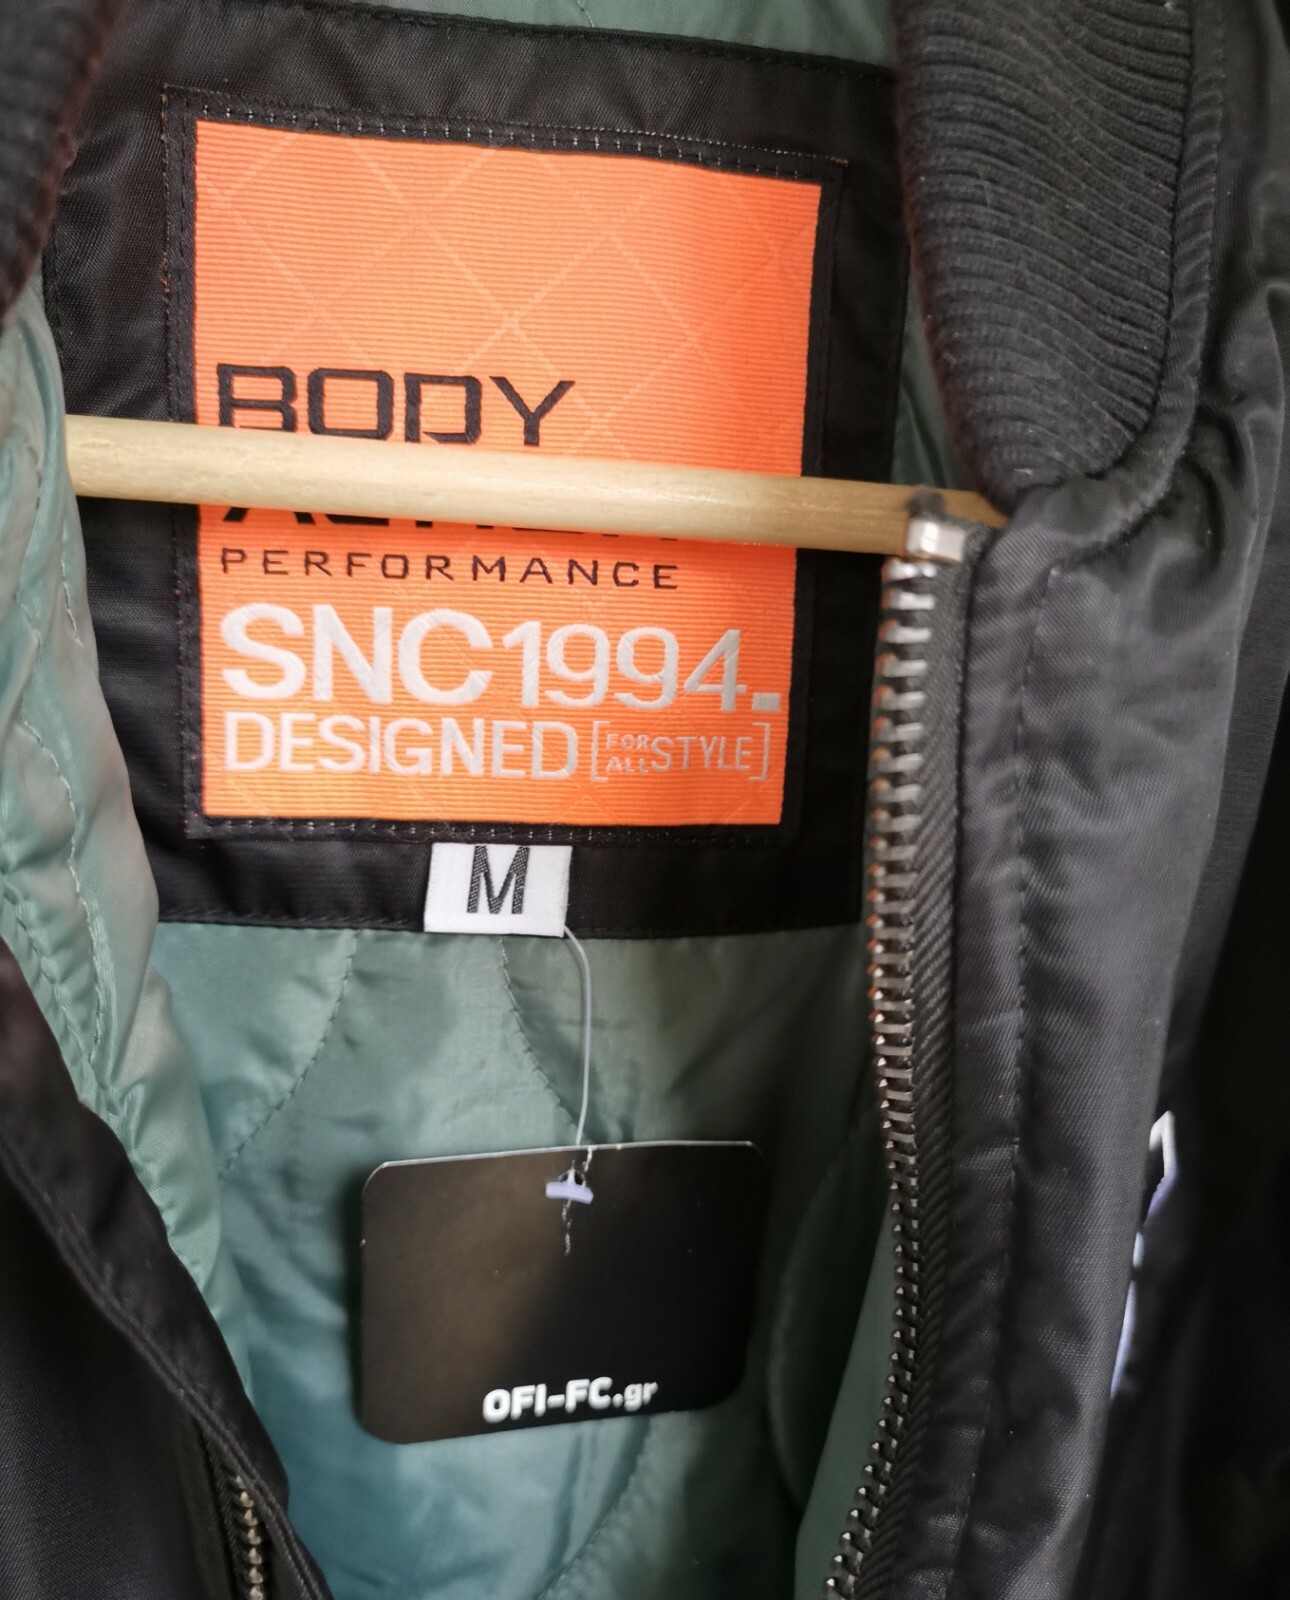 BODY
PERFORMANCE
SNC1994.
DESIGNED [FOR ALL STYLE]
M
OFI-FC.gr